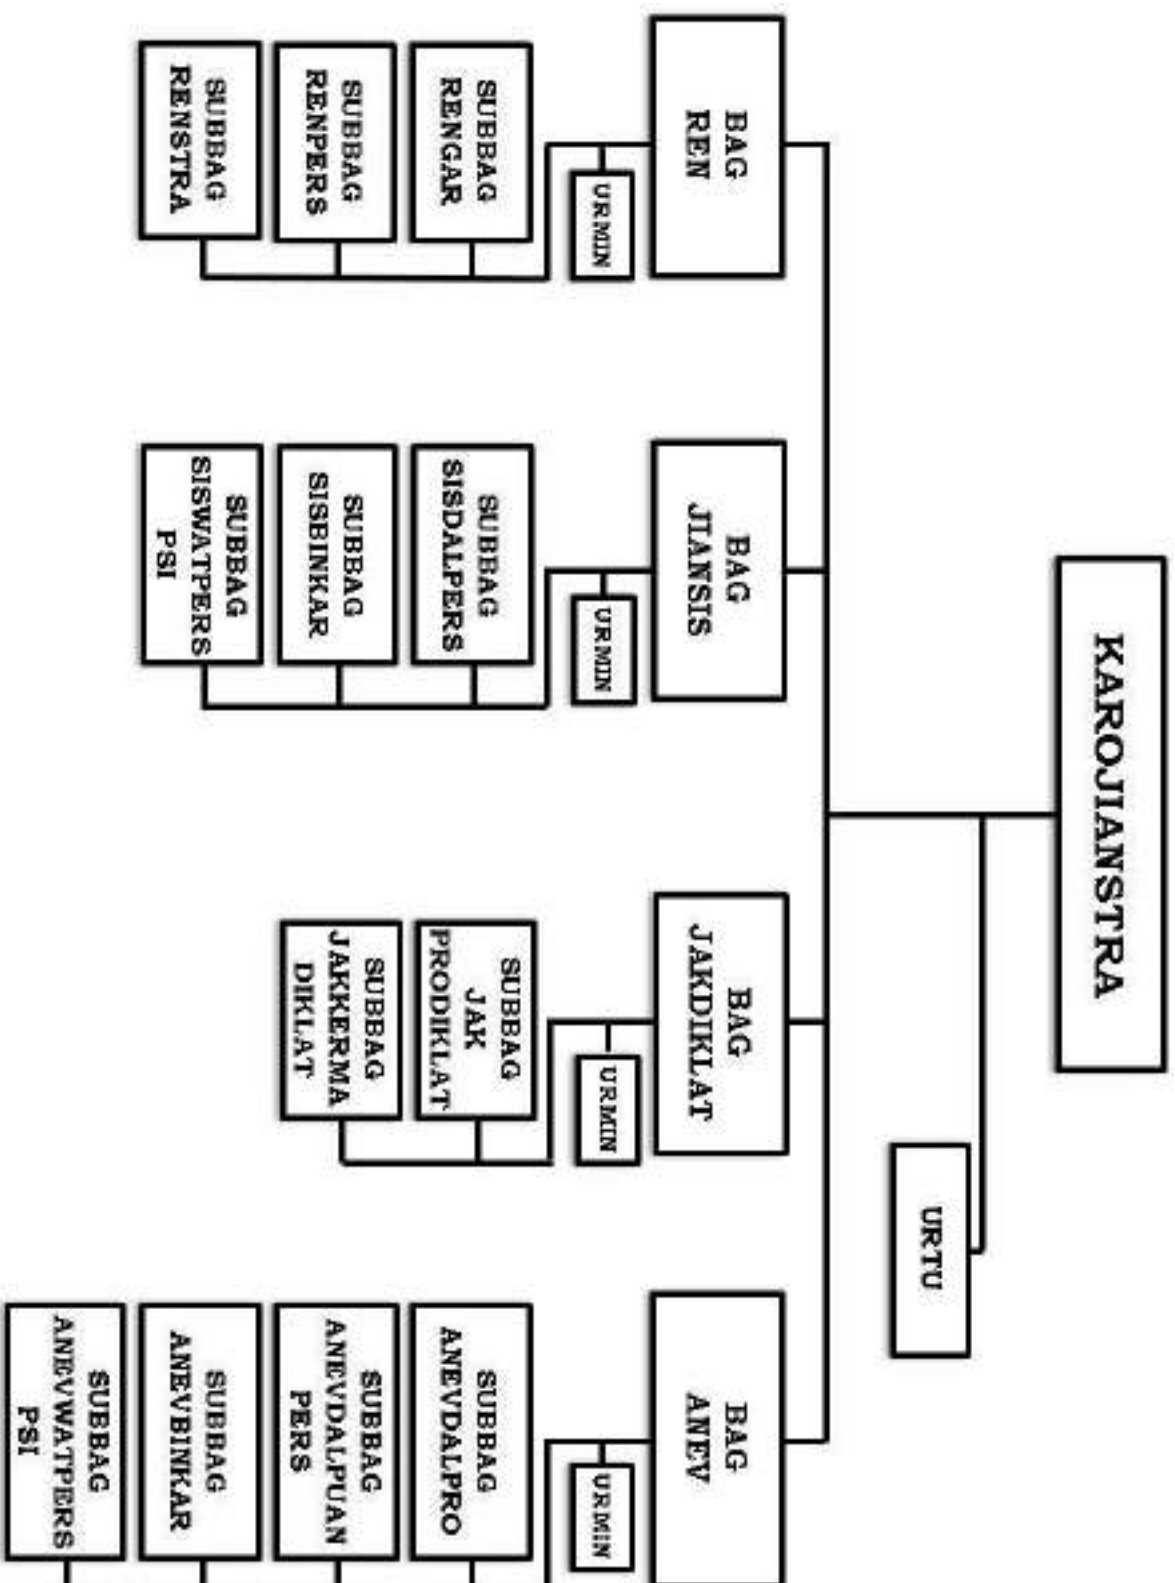 KAROJIANSTRA
URTU
BAG
REN
BAG
JIANSIS
BAG
JAKDIKLAT
BAG
ANEV
URMIN
URMIN
URMIN
URMIN
SUBBAG
RENGAR
SUBBAG
SISDALPERS
SUBBAG
JAK
PRODIKLAT
SUBBAG
ANEVDALPRO
SUBBAG
RENPERS
SUBBAG
SISBINKAR
SUBBAG
JAKKERMA
DIKLAT
SUBBAG
ANEVDALPUAN
PERS
SUBBAG
RENSTRA
SUBBAG
SISWATPERS
PSI
SUBBAG
ANEVBINKAR
SUBBAG
ANEVWATPERS
PSI